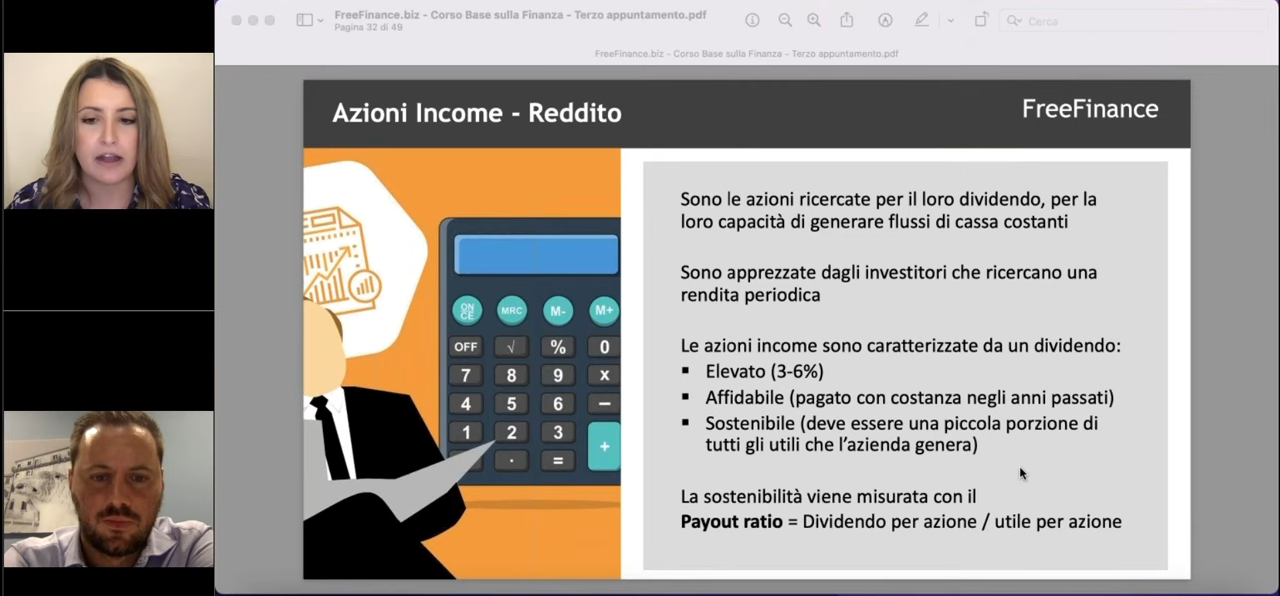 FreeFinance.biz - Corso Base sulla Finanza - Terzo appuntamento.pdf
Pagina 32 di 49
Cerca
FreeFinance.biz - Corso Base sulla Finanza - Terzo appuntamento.pdf
Azioni Income - Reddito
FreeFinance
Sono le azioni ricercate per il loro dividendo, per la
loro capacità di generare flussi di cassa costanti
Sono apprezzate dagli investitori che ricercano una
rendita periodica
Le azioni income sono caratterizzate da un dividendo:
▪ Elevato (3-6%)
▪ Affidabile (pagato con costanza negli anni passati)
▪ Sostenibile (deve essere una piccola porzione di
tutti gli utili che l'azienda genera)
La sostenibilità viene misurata con il
Payout ratio = Dividendo per azione / utile per azione
ON
CE MRC M- M+
OFF √ % 0
7 8 9 x
4 5 6 −
1 2 3 +
· =